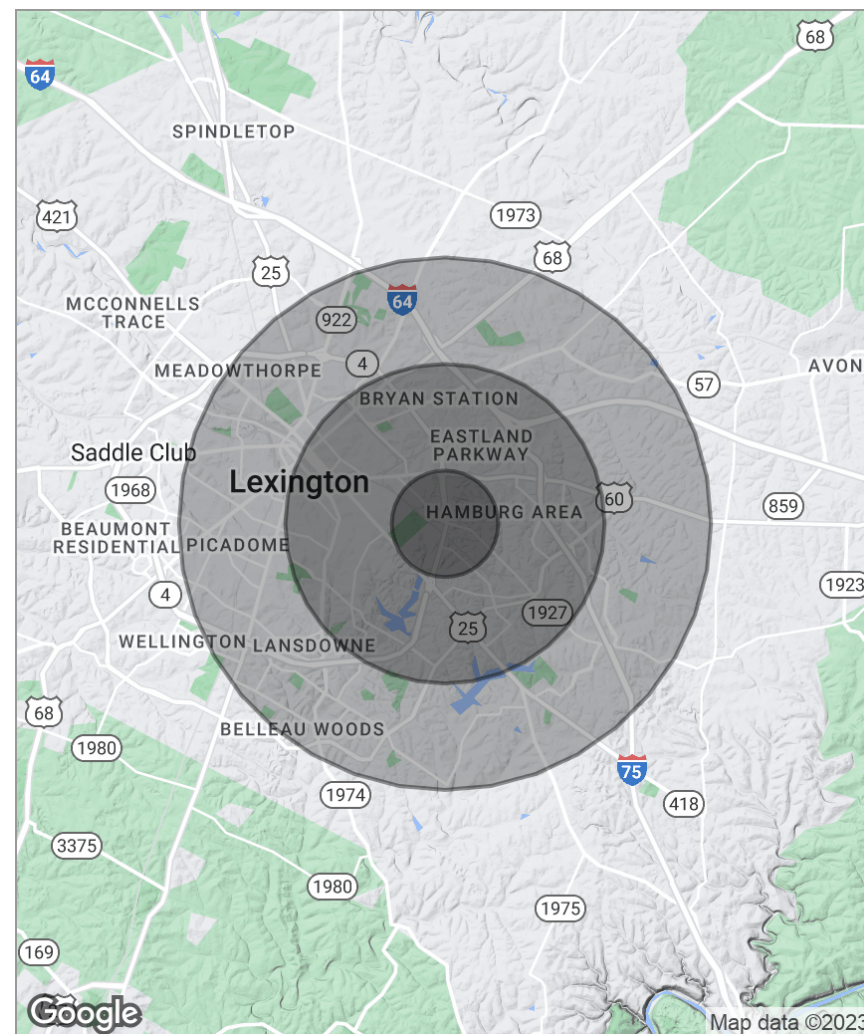 68
64
SPINDLETOP
421
1973
68
25
64
MCCONNELLS
TRACE
922
4
MEADOWTHORPE
AVON
57
BRYAN STATION
EASTLAND
PARKWAY
Saddle Club
Lexington
1968
60
859
HAMBURG AREA
BEAUMONT
RESIDENTIAL
PICADOME
1923
4
1927
25
WELLINGTON
LANSDOWNE
68
1980
BELLEAU WOODS
75
1974
418
3375
1980
1975
169
Google
Map data ©2023